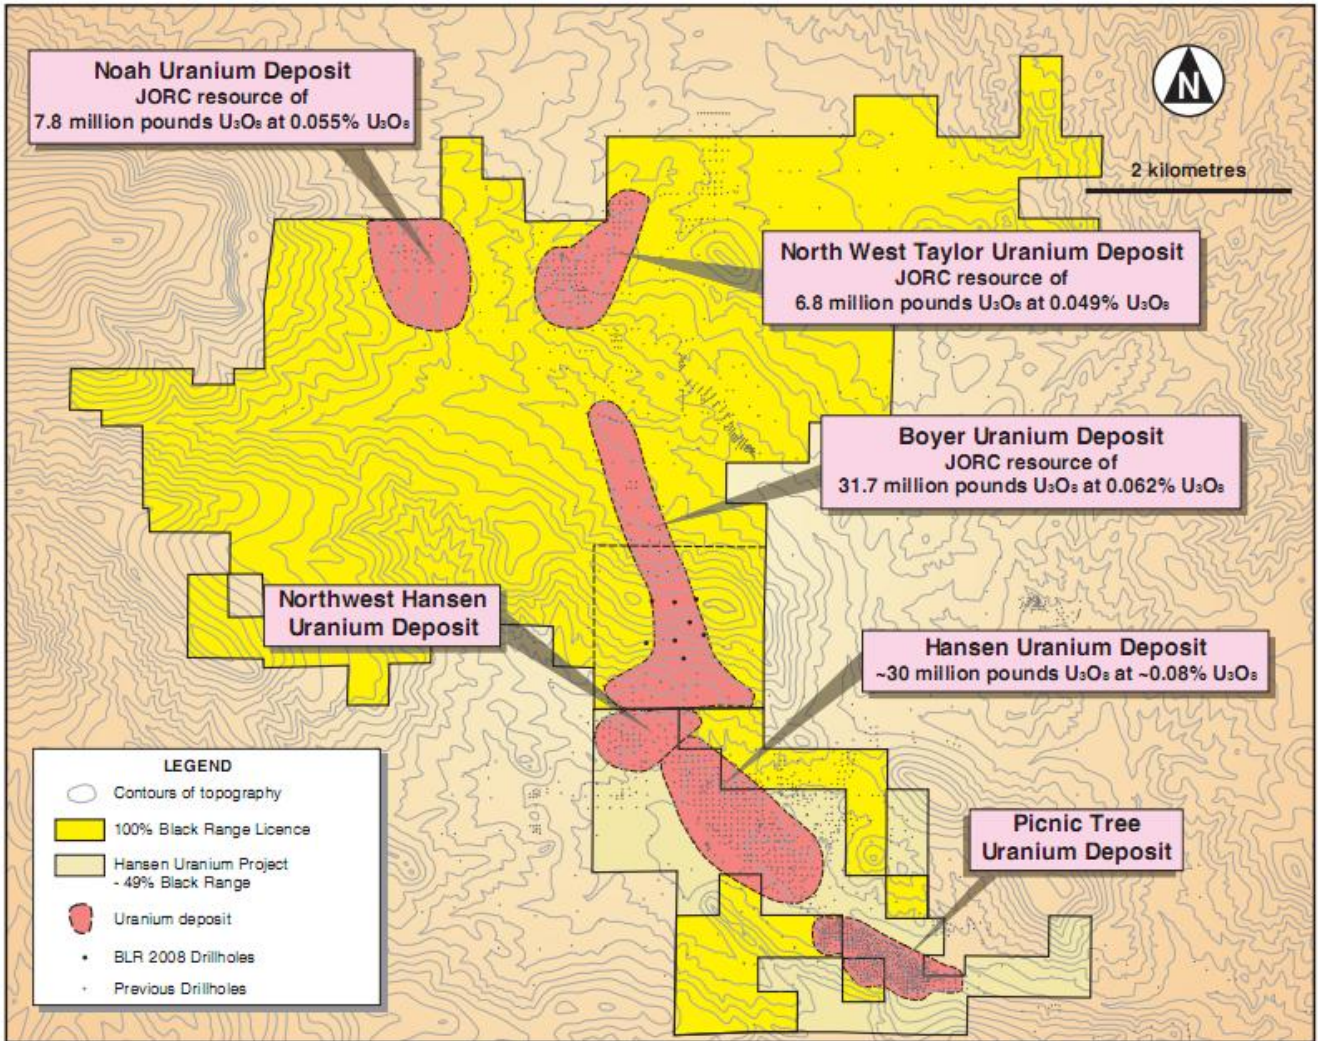 Noah Uranium Deposit
JORC resource of
7.8 million pounds U₃O₈ at 0.055% U₃O₈
N
2 kilometres
North West Taylor Uranium Deposit
JORC resource of
6.8 million pounds U₃O₈ at 0.049% U₃O₈
Boyer Uranium Deposit
JORC resource of
31.7 million pounds U₃O₈ at 0.062% U₃O₈
Northwest Hansen
Uranium Deposit
Hansen Uranium Deposit
~30 million pounds U₃O₈ at ~0.08% U₃O₈
Picnic Tree
Uranium Deposit
LEGEND
Contours of topography
100% Black Range Licence
Hansen Uranium Project
- 49% Black Range
Uranium deposit
BLR 2008 Drillholes
Previous Drillholes